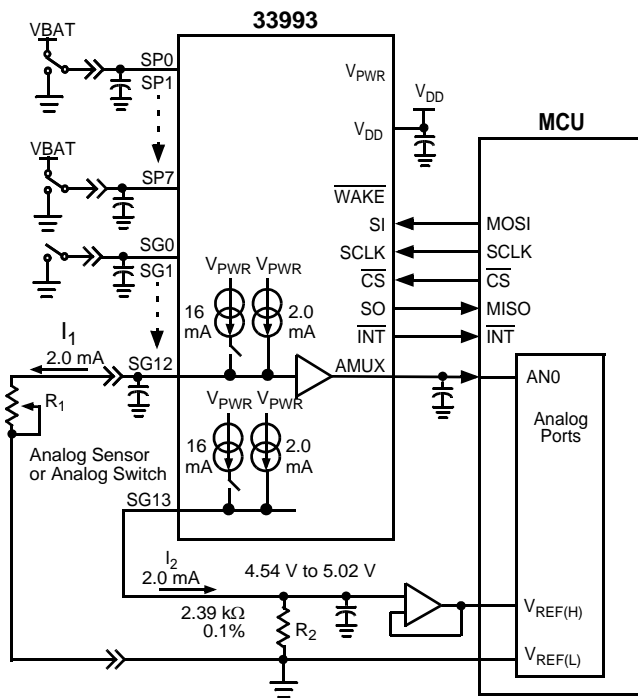 33993
VBAT
SP0
SP1
VPWR
VDD
VDD
MCU
VBAT
SP7
WAKE
SI
MOSI
SG0
SG1
SCLK
SCLK
CS
CS
VPWR VPWR
SO
MISO
16 mA
2.0 mA
INT
INT
I1
2.0 mA
SG12
AMUX
AN0
R1
VPWR VPWR
Analog Ports
Analog Sensor
or Analog Switch
16 mA
2.0 mA
SG13
I2
2.0 mA
4.54 V to 5.02 V
2.39 kΩ
0.1%
R2
VREF(H)
VREF(L)